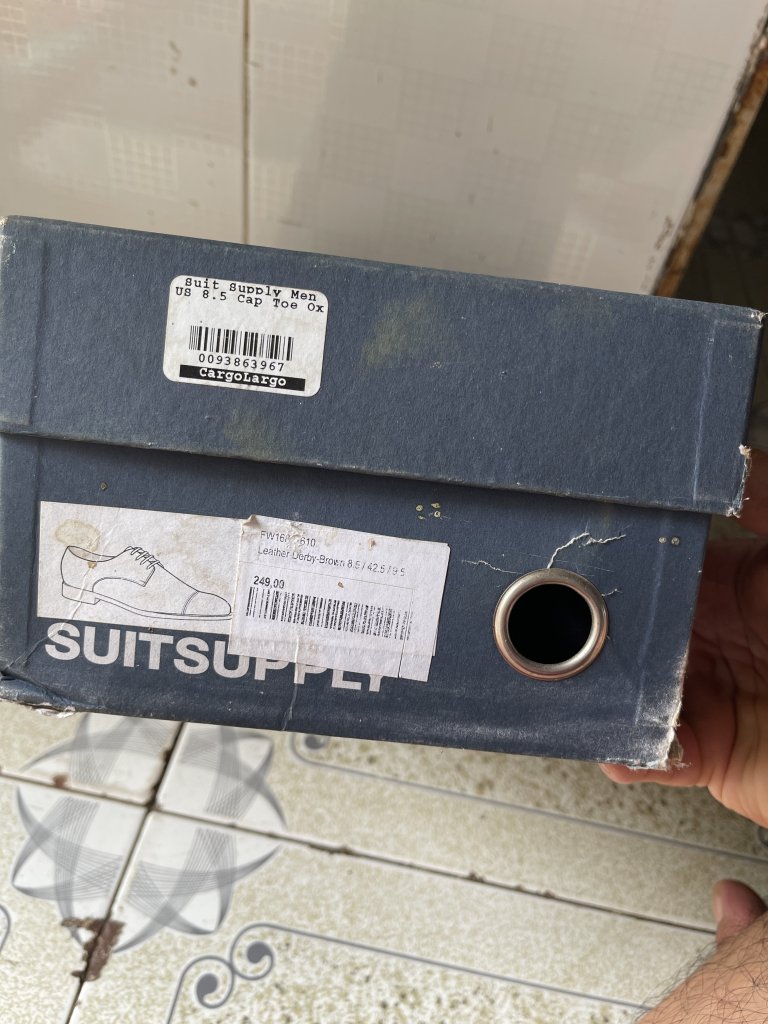 Suit Supply Men
US 8.5 Cap Toe Ox
0093863967
CargoLargo
Leather Derby-Brown 8.5 / 42.5 / 9.5
249,00
SUITSUPPLY